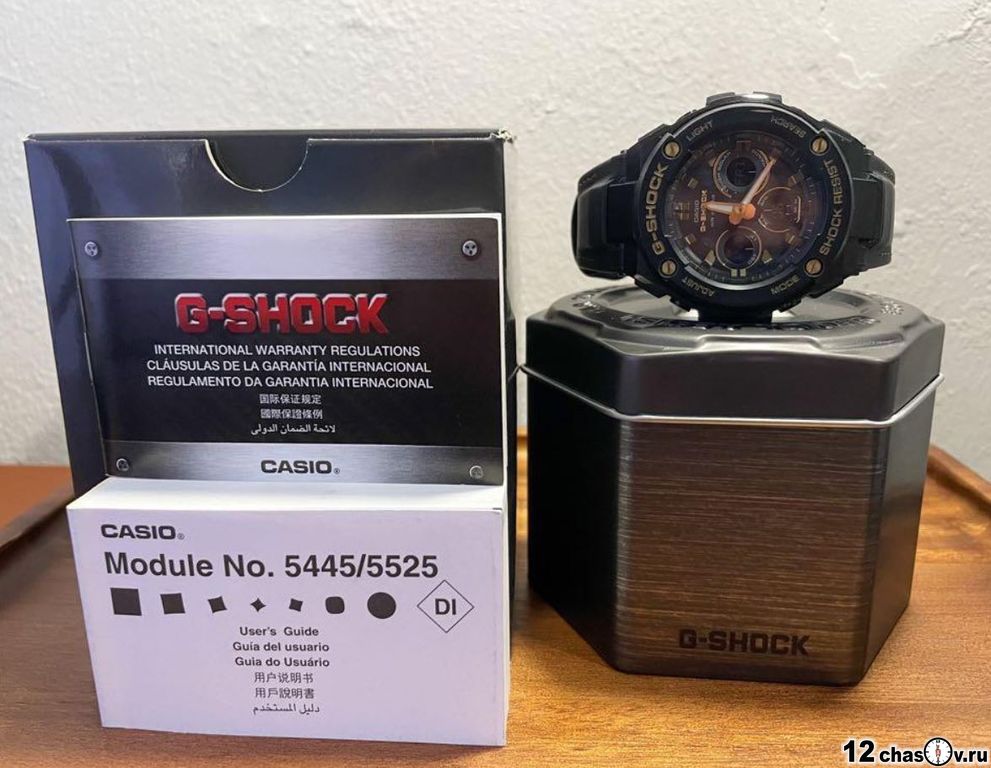 G-SHOCK
INTERNATIONAL WARRANTY REGULATIONS
CLÁUSULAS DE LA GARANTÍA INTERNACIONAL
REGULAMENTO DA GARANTIA INTERNACIONAL
国际保证规定
國際保證條例
لائحة الضمان الدولى
CASIO®
CASIO®
Module No. 5445/5525
DI
User's Guide
Guía del usuario
Guia do Usuário
用户说明书
用戶說明書
دليل المستخدم
LIGHT
SEARCH
G-SHOCK
SHOCK RESIST
ADJUST
MODE
CASIO
G-SHOCK
G-SHOCK
12chasov.ru